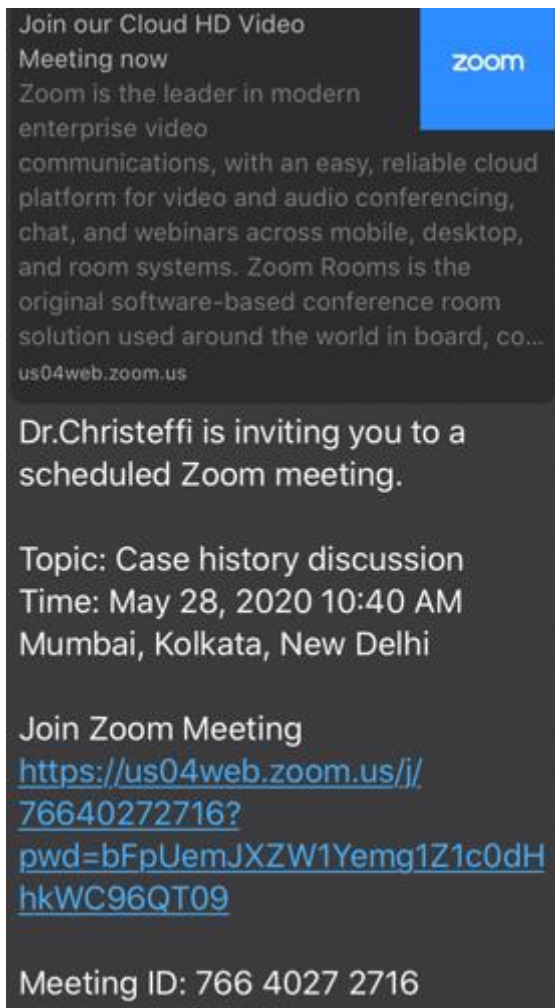 Join our Cloud HD Video
Meeting now
zoom
Zoom is the leader in modern
enterprise video
communications, with an easy, reliable cloud
platform for video and audio conferencing,
chat, and webinars across mobile, desktop,
and room systems. Zoom Rooms is the
original software-based conference room
solution used around the world in board, co...
us04web.zoom.us
Dr.Christeffi is inviting you to a
scheduled Zoom meeting.
Topic: Case history discussion
Time: May 28, 2020 10:40 AM
Mumbai, Kolkata, New Delhi
Join Zoom Meeting
https://us04web.zoom.us/j/
76640272716?
pwd=bFpUemJXZW1Yemg1Z1c0dH
hkWC96QT09
Meeting ID: 766 4027 2716